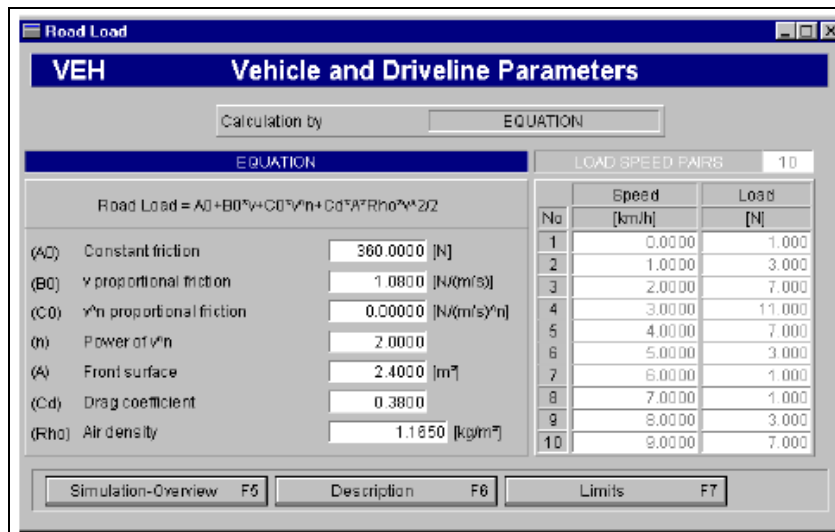 Road Load
VEH Vehicle and Driveline Parameters
Calculation by EQUATION
EQUATION
Road Load = A0+B0*v+C0*v^n+Cd*A*Rho*v^2/2
(A0) Constant friction 360.0000 [N]
(B0) v proportional friction 1.0800 [N/(m/s)]
(C0) v^n proportional friction 0.00000 [N/(m/s)^n]
(n) Power of v^n 2.0000
(A) Front surface 2.4000 [m²]
(Cd) Drag coefficient 0.3800
(Rho) Air density 1.1650 [kg/m³]
LOAD SPEED PAIRS 10
Speed Load
No [km/h] [N]
1 0.0000 1.000
2 1.0000 3.000
3 2.0000 7.000
4 3.0000 11.000
5 4.0000 7.000
6 5.0000 3.000
7 6.0000 1.000
8 7.0000 1.000
9 8.0000 3.000
10 9.0000 7.000
Simulation-Overview F5 Description F6 Limits F7